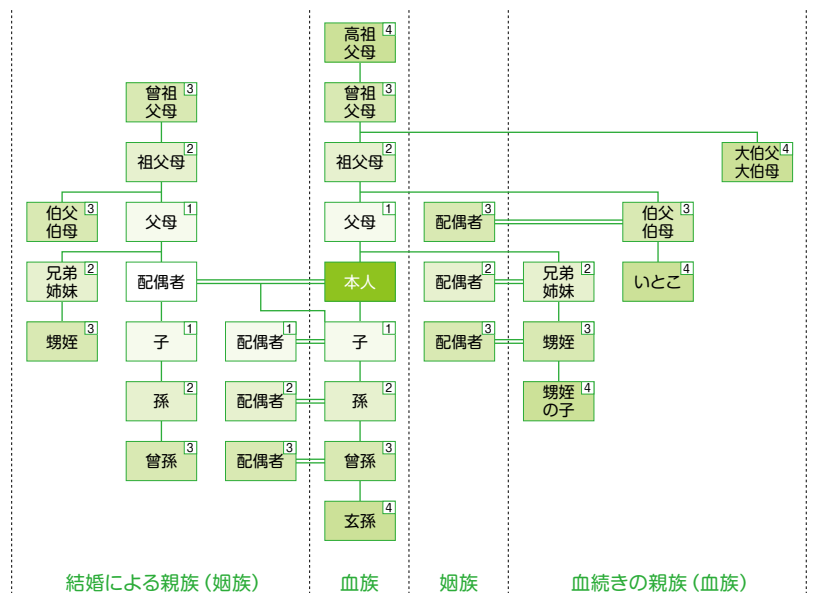 高祖 4
父母
曾祖 3
父母
曾祖 3
父母
祖父母 2
祖父母 2
大伯父 4
大伯母
伯父 3
伯母
父母 1
父母 1
配偶者 3
伯父 3
伯母
兄弟 2
姉妹
配偶者
本人
配偶者 2
兄弟 2
姉妹
いとこ 4
甥姪 3
子 1
配偶者 1
子 1
配偶者 3
甥姪 3
孫 2
配偶者 2
孫 2
甥姪 4
の子
曾孫 3
配偶者 3
曾孫 3
玄孫 4
結婚による親族（姻族）
血族
姻族
血続きの親族（血族）